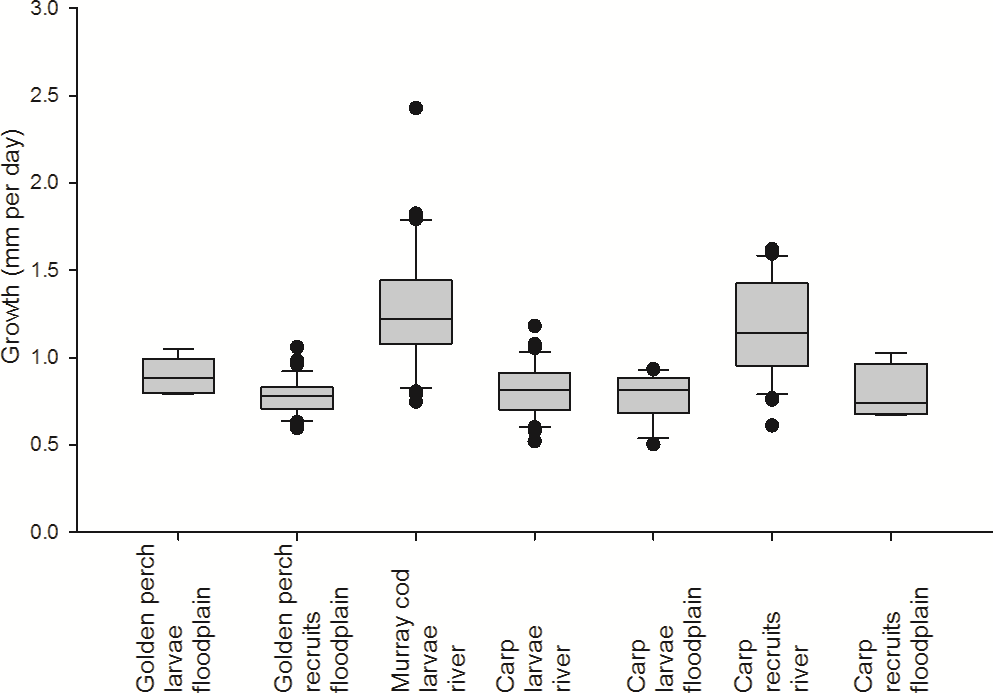 3.0
2.5
2.0
1.5
1.0
0.5
0.0
Growth (mm per day)
Golden perch
larvae
floodplain
Golden perch
recruits
floodplain
Murray cod
larvae
river
Carp
larvae
river
Carp
larvae
floodplain
Carp
recruits
river
Carp
recruits
floodplain